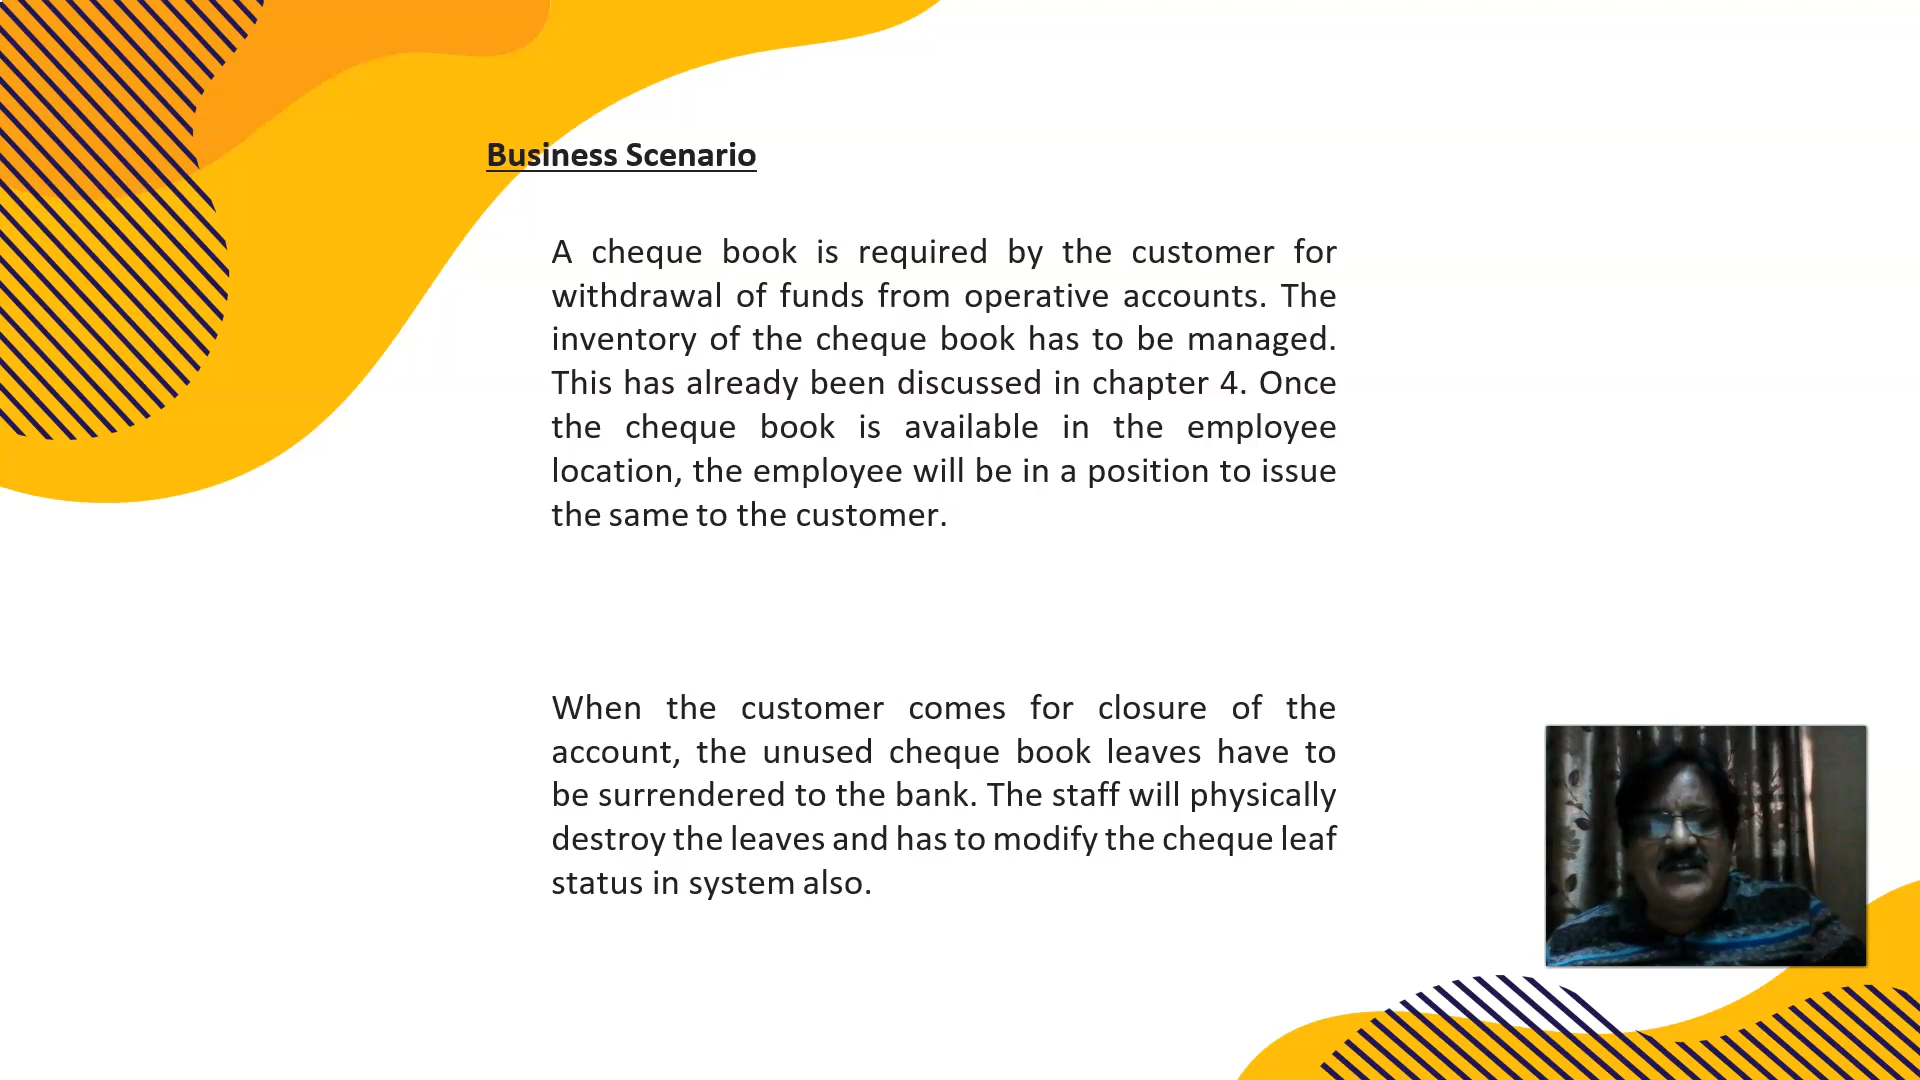 Business Scenario
A cheque book is required by the customer for
withdrawal of funds from operative accounts. The
inventory of the cheque book has to be managed.
This has already been discussed in chapter 4. Once
the cheque book is available in the employee
location, the employee will be in a position to issue
the same to the customer.
When the customer comes for closure of the
account, the unused cheque book leaves have to
be surrendered to the bank. The staff will physically
destroy the leaves and has to modify the cheque leaf
status in system also.